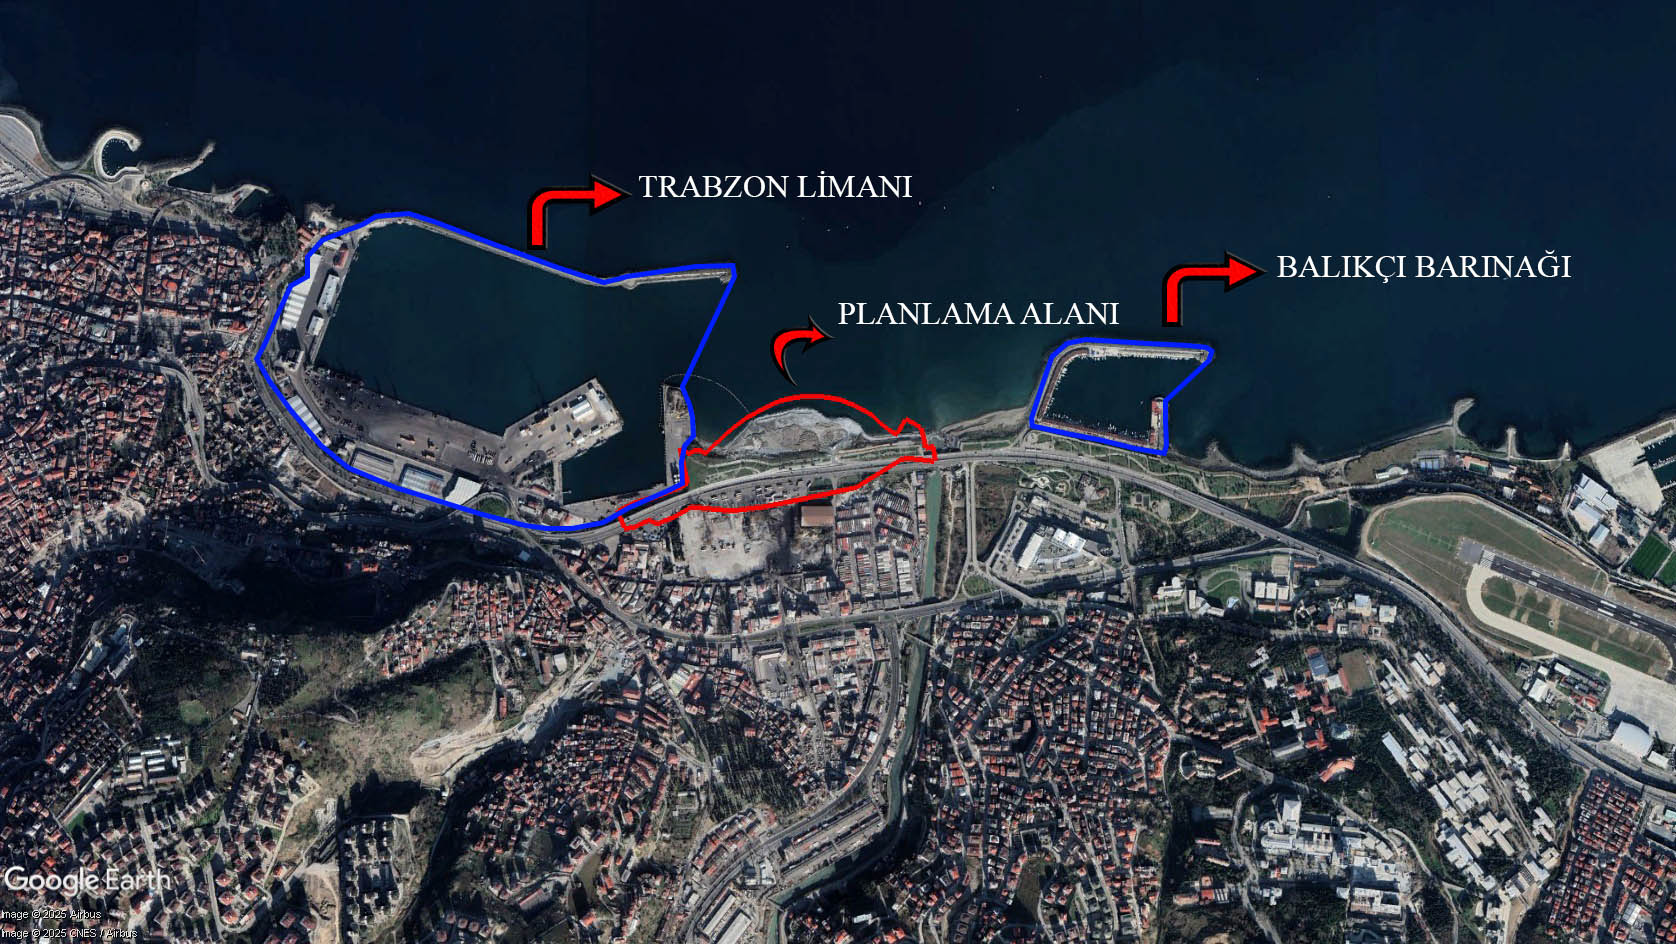 TRABZON LİMANI
BALIKÇI BARINAĞI
PLANLAMA ALANI
Google Earth
Image © 2025 Airbus
Image © 2025 CNES / Airbus